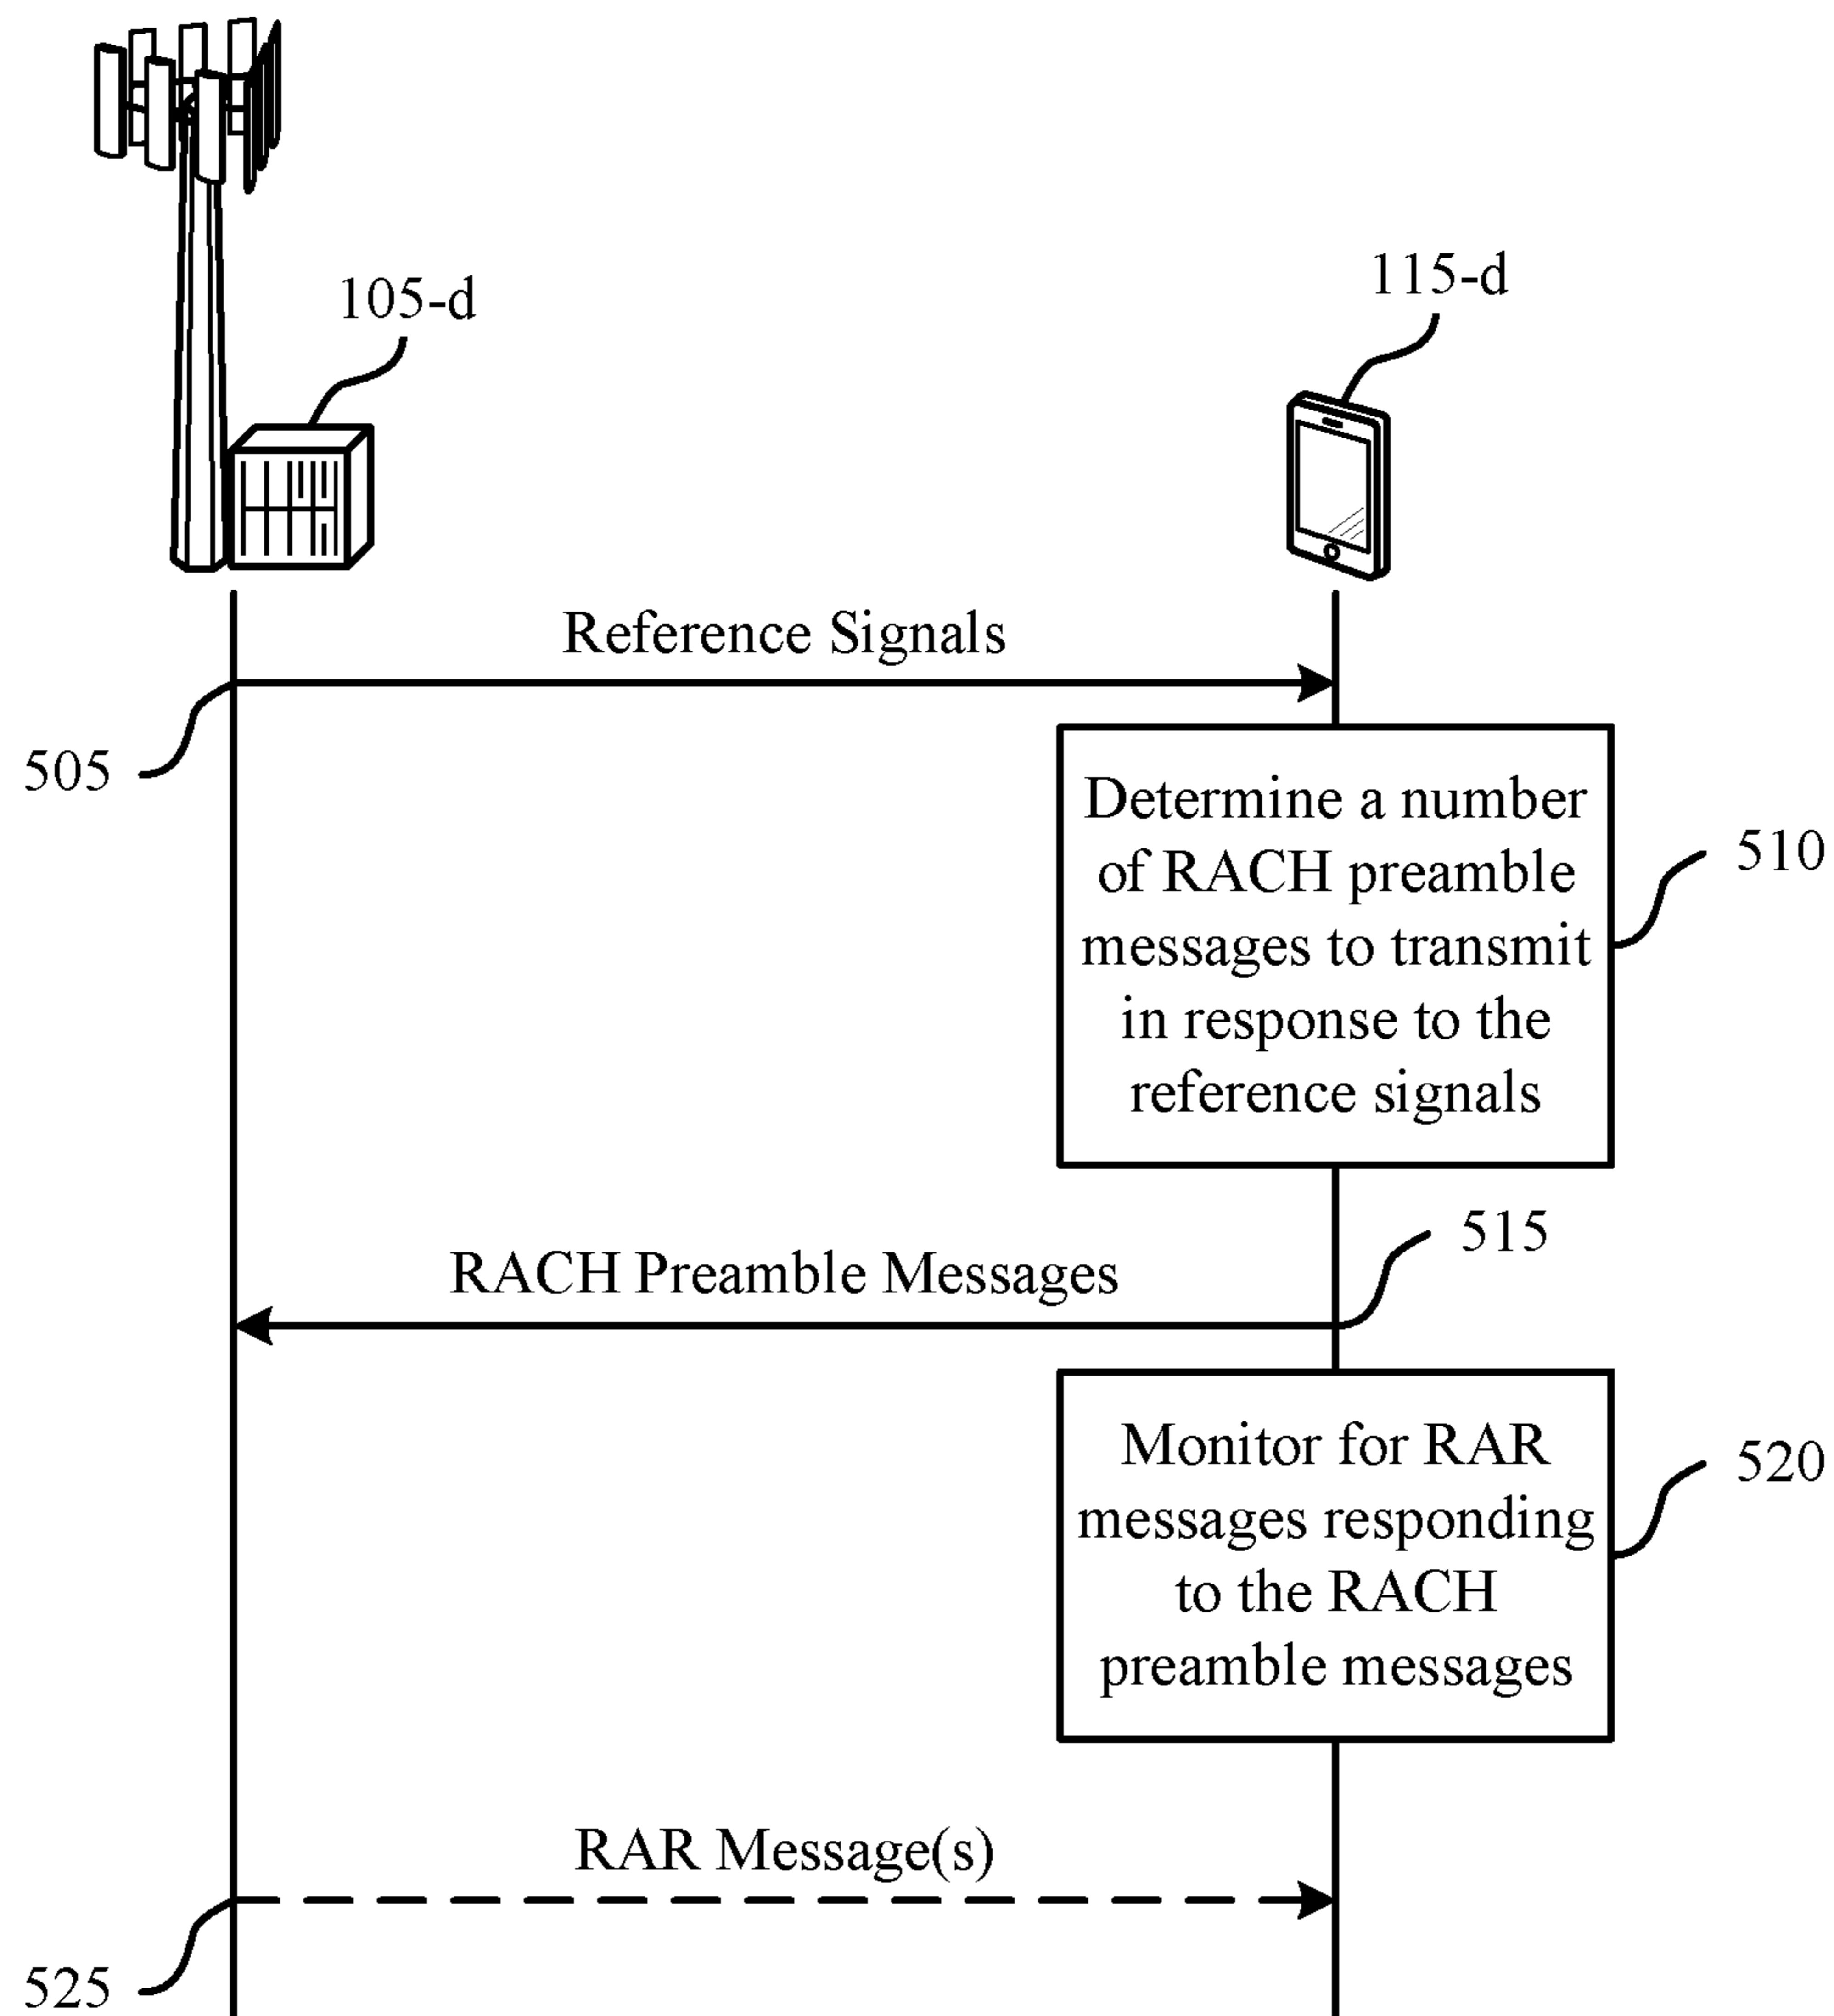 105-d
115-d
Reference Signals
505
Determine a number
of RACH preamble
messages to transmit
in response to the
reference signals
510
515
RACH Preamble Messages
Monitor for RAR
messages responding
to the RACH
preamble messages
520
RAR Message(s)
525